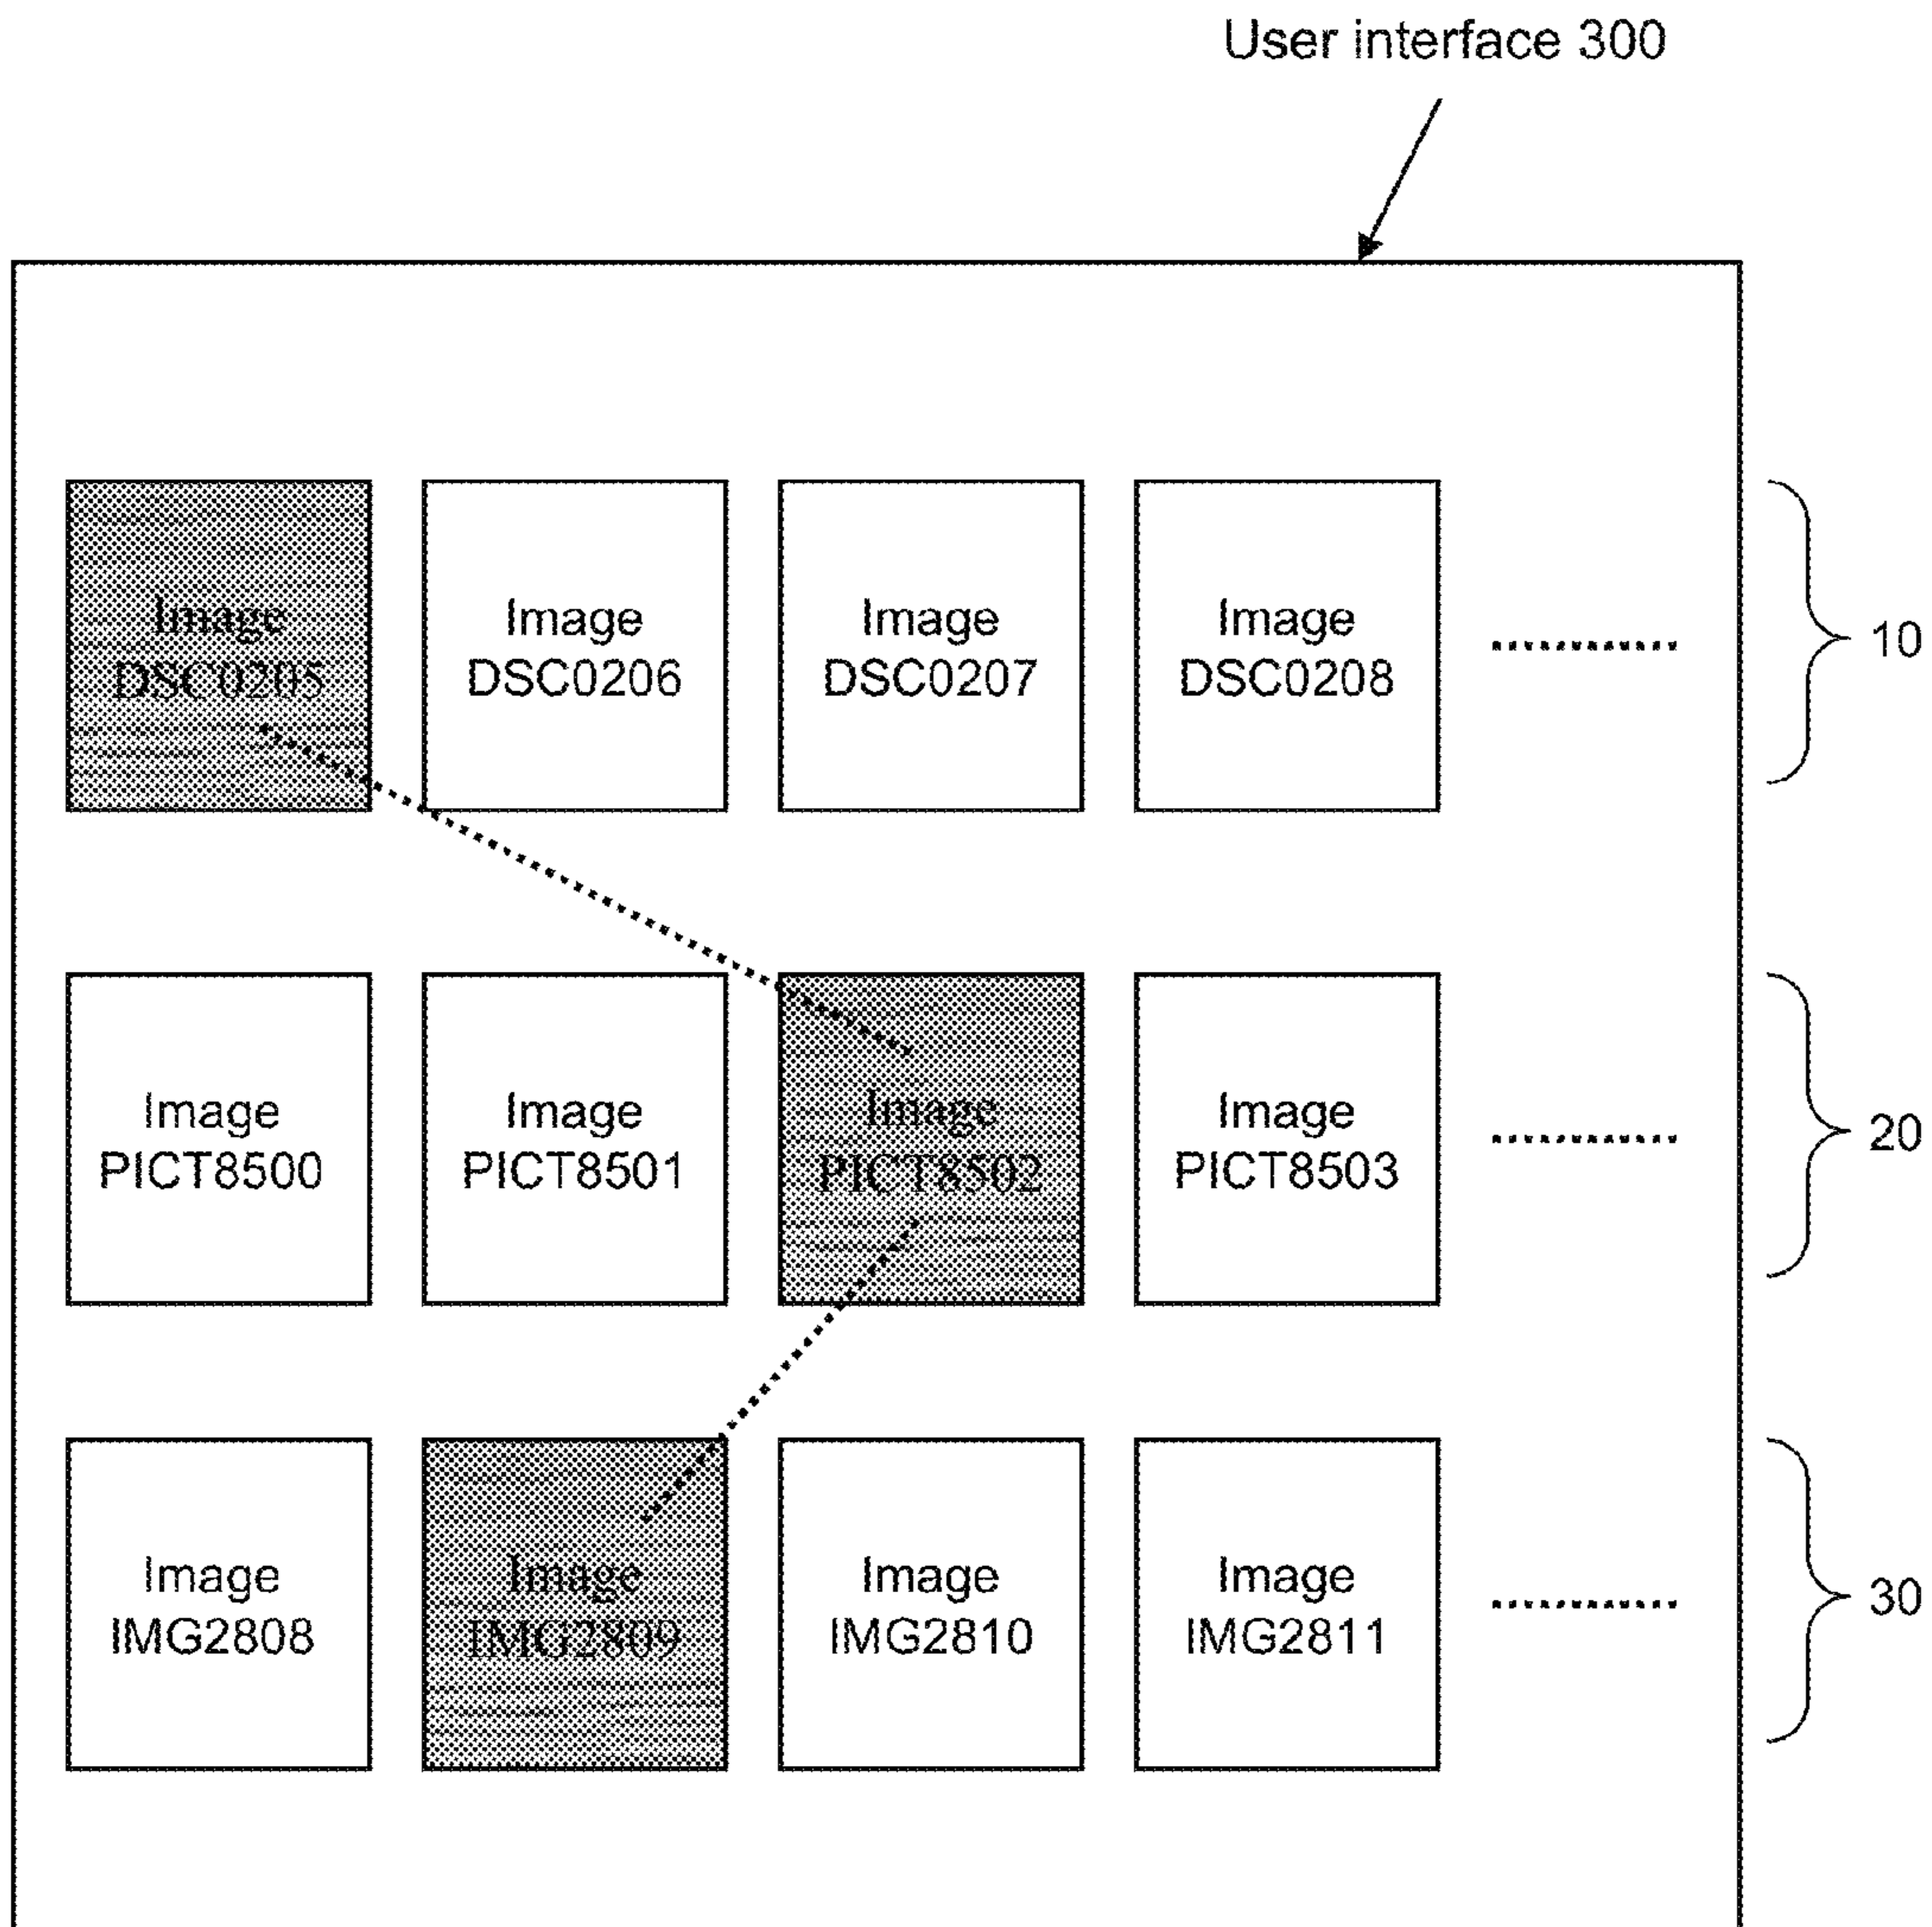 User interface 300
Image
DSC0205
Image
DSC0206
Image
DSC0207
Image
DSC0208
10
Image
PICT8500
Image
PICT8501
Image
PICT8502
Image
PICT8503
20
Image
IMG2808
Image
IMG2809
Image
IMG2810
Image
IMG2811
30